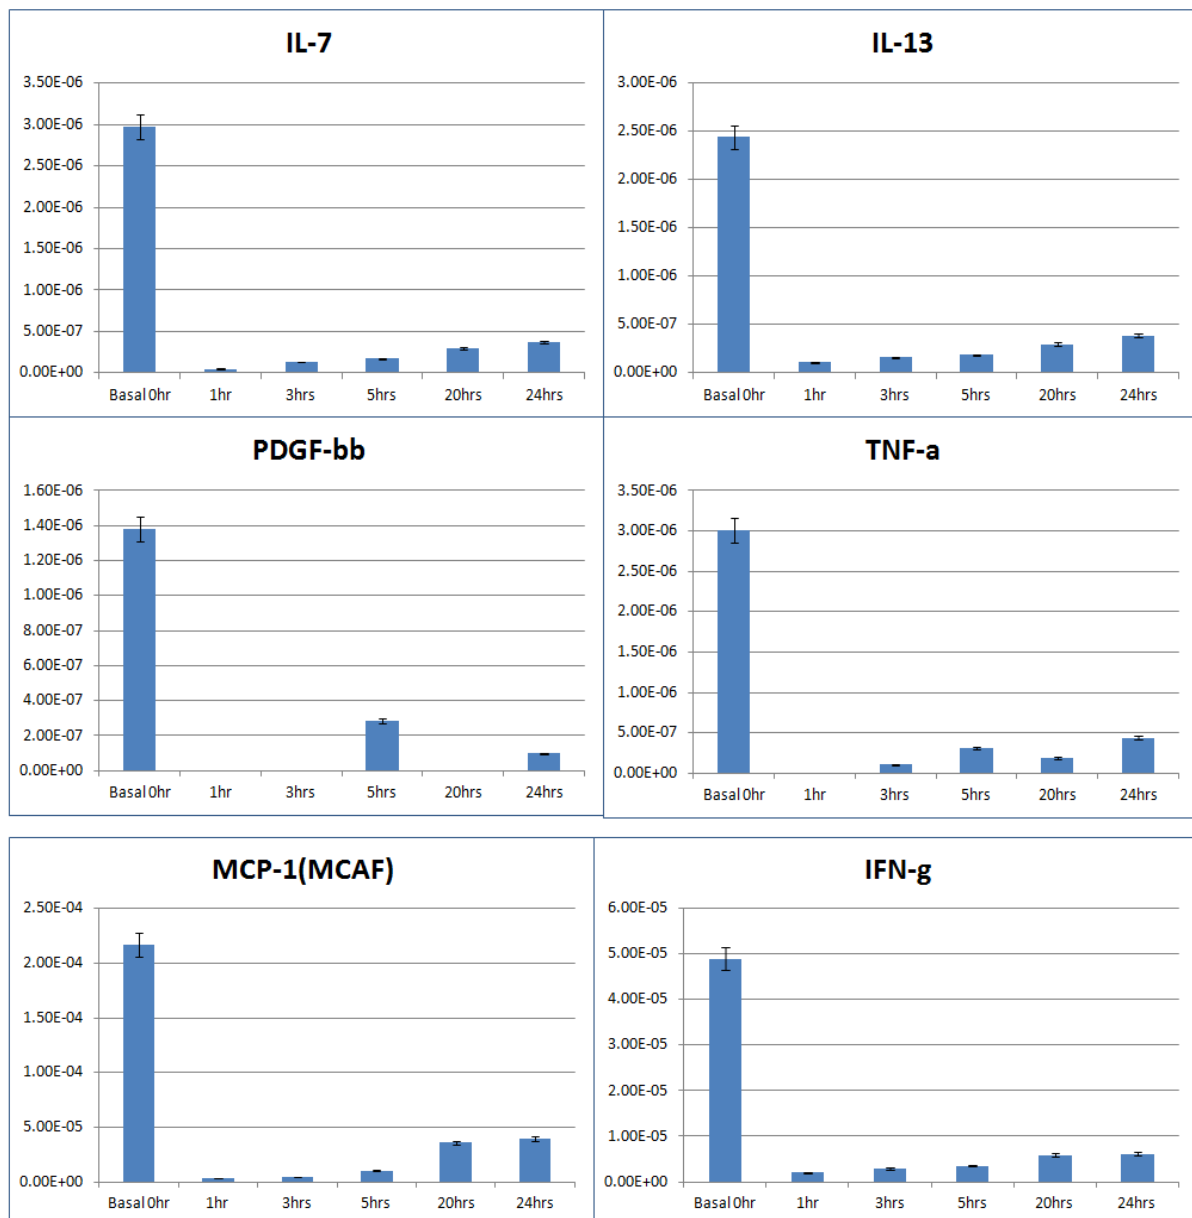 IL-7
3.50E-06
3.00E-06
2.50E-06
2.00E-06
1.50E-06
1.00E-06
5.00E-07
0.00E+00
Basal 0hr 1hr 3hrs 5hrs 20hrs 24hrs
IL-13
3.00E-06
2.50E-06
2.00E-06
1.50E-06
1.00E-06
5.00E-07
0.00E+00
Basal 0hr 1hr 3hrs 5hrs 20hrs 24hrs
PDGF-bb
1.60E-06
1.40E-06
1.20E-06
1.00E-06
8.00E-07
6.00E-07
4.00E-07
2.00E-07
0.00E+00
Basal 0hr 1hr 3hrs 5hrs 20hrs 24hrs
TNF-a
3.50E-06
3.00E-06
2.50E-06
2.00E-06
1.50E-06
1.00E-06
5.00E-07
0.00E+00
Basal 0hr 1hr 3hrs 5hrs 20hrs 24hrs
MCP-1(MCAF)
2.50E-04
2.00E-04
1.50E-04
1.00E-04
5.00E-05
0.00E+00
Basal 0hr 1hr 3hrs 5hrs 20hrs 24hrs
IFN-g
6.00E-05
5.00E-05
4.00E-05
3.00E-05
2.00E-05
1.00E-05
0.00E+00
Basal 0hr 1hr 3hrs 5hrs 20hrs 24hrs